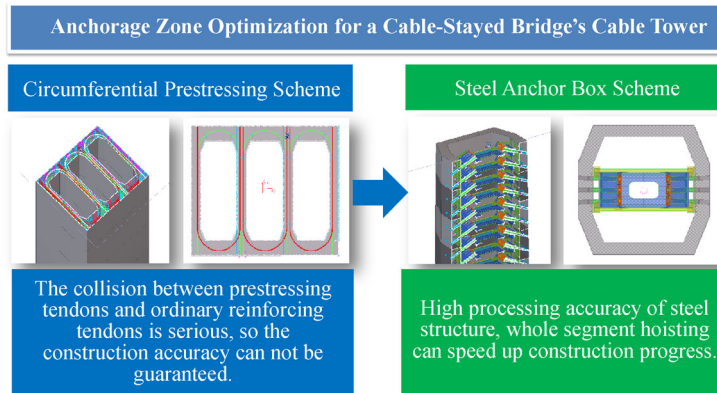 Anchorage Zone Optimization for a Cable-Stayed Bridge's Cable Tower
Circumferential Prestressing Scheme
Steel Anchor Box Scheme
The collision between prestressing
tendons and ordinary reinforcing
tendons is serious, so the
construction accuracy can not be
guaranteed.
High processing accuracy of steel
structure, whole segment hoisting
can speed up construction progress.